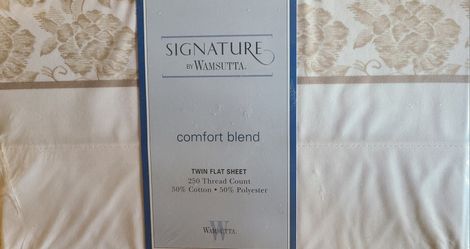 SIGNATURE
BY WAMSUTTA.
comfort blend
TWIN FLAT SHEET
250 Thread Count
50% Cotton • 50% Polyester
W
WAMSUTTA